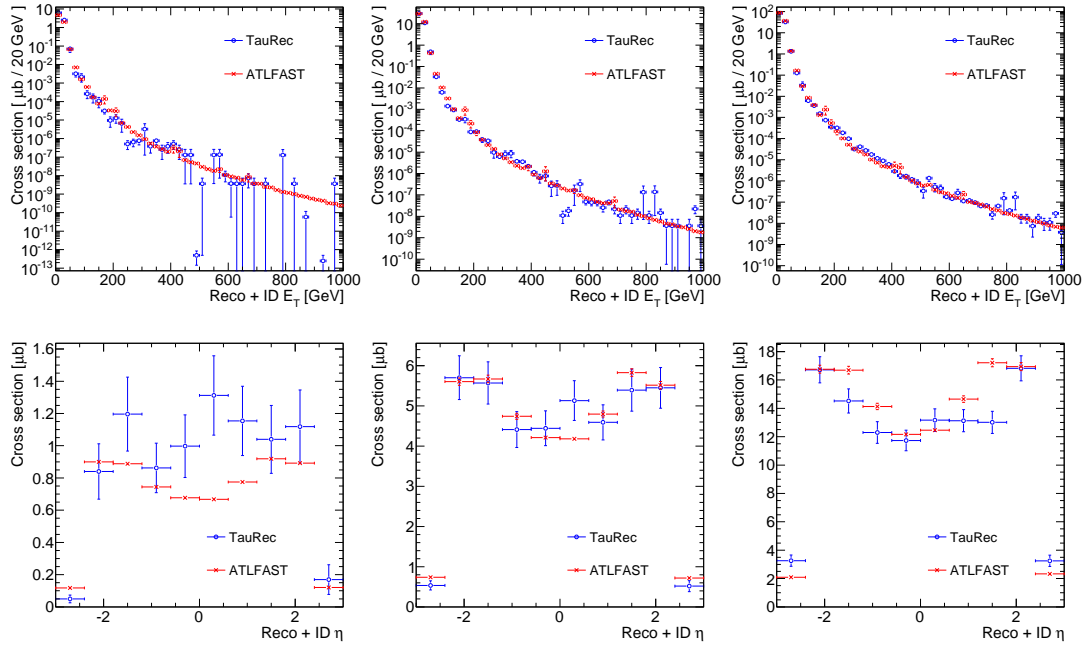 Cross section [ μb / 20 GeV ]
10
1
10^-1
10^-2
10^-3
10^-4
10^-5
10^-6
10^-7
10^-8
10^-9
10^-10
10^-11
10^-12
10^-13
0 200 400 600 800 1000
Reco + ID E_T [GeV]
TauRec
ATLFAST
Cross section [ μb / 20 GeV ]
10
1
10^-1
10^-2
10^-3
10^-4
10^-5
10^-6
10^-7
10^-8
10^-9
10^-10
0 200 400 600 800 1000
Reco + ID E_T [GeV]
TauRec
ATLFAST
Cross section [ μb / 20 GeV ]
10^2
10
1
10^-1
10^-2
10^-3
10^-4
10^-5
10^-6
10^-7
10^-8
10^-9
10^-10
0 200 400 600 800 1000
Reco + ID E_T [GeV]
TauRec
ATLFAST
Cross section [μb]
1.6
1.4
1.2
1
0.8
0.6
0.4
0.2
0
-2 0 2
Reco + ID η
TauRec
ATLFAST
Cross section [μb]
6
5
4
3
2
1
0
-2 0 2
Reco + ID η
TauRec
ATLFAST
Cross section [μb]
18
16
14
12
10
8
6
4
2
0
-2 0 2
Reco + ID η
TauRec
ATLFAST